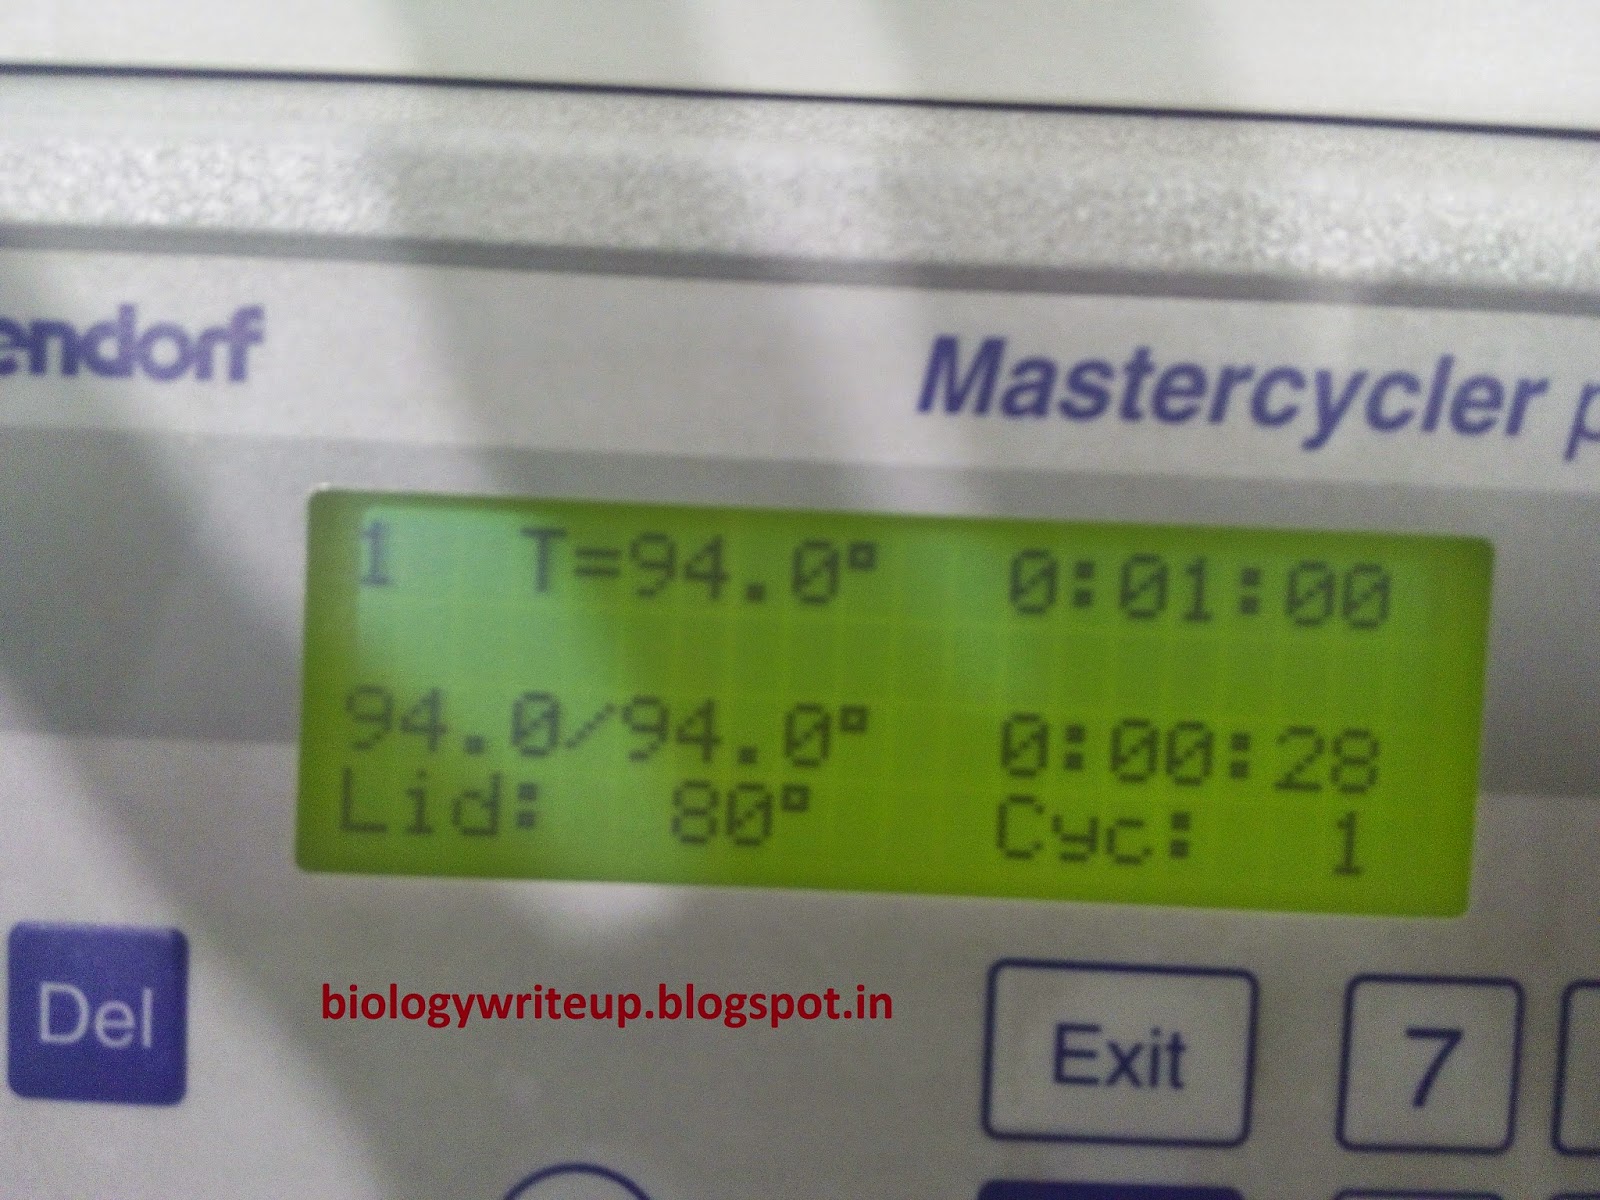 endorf
Mastercycler p
1 T=94.0° 0:01:00
94.0/94.0° 0:00:28
Lid: 80° Cyc: 1
Del
biologywriteup.blogspot.in
Exit
7